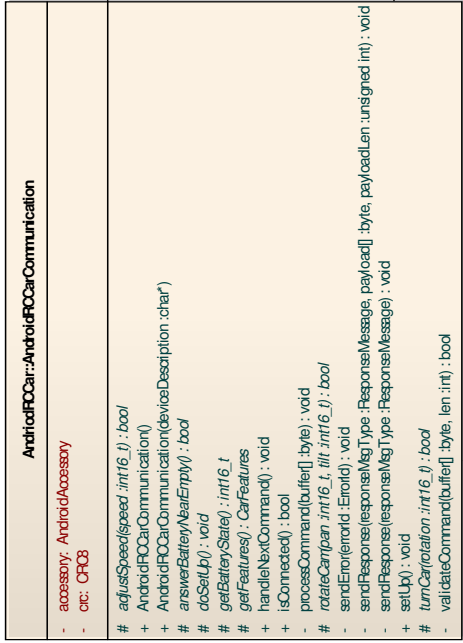 AndriodRCCar::AndroidRCCarCommunication
- accessory: AndroidAccessory
- crc: CRC8
# adjustSpeed(speed :int16_t) : bool
+ AndroidRCCarCommunication()
+ AndroidRCCarCommunication(deviceDescription :char*)
# answerBatteryNearEmpty() : bool
# doSetUp() : void
# getBatteryState() : int16_t
# getFeatures() : CarFeatures
+ handleNextCommand() : void
+ isConnected() : bool
- processCommand(buffer[] :byte) : void
# rotateCam(pan :int16_t, tilt :int16_t) : bool
- sendError(errorId :ErrorId) : void
- sendResponse(responseMsgType :ResponseMessage, payload[] :byte, payloadLen :unsigned int) : void
- sendResponse(responseMsgType :ResponseMessage) : void
+ setUp() : void
# turnCar(rotation :int16_t) : bool
- validateCommand(buffer[] :byte, len :int) : bool